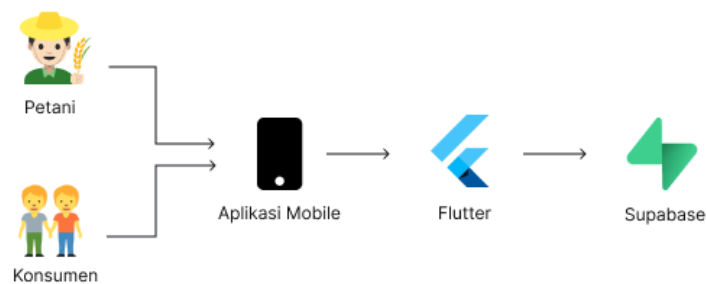 Petani
Aplikasi Mobile
Flutter
Supabase
Konsumen